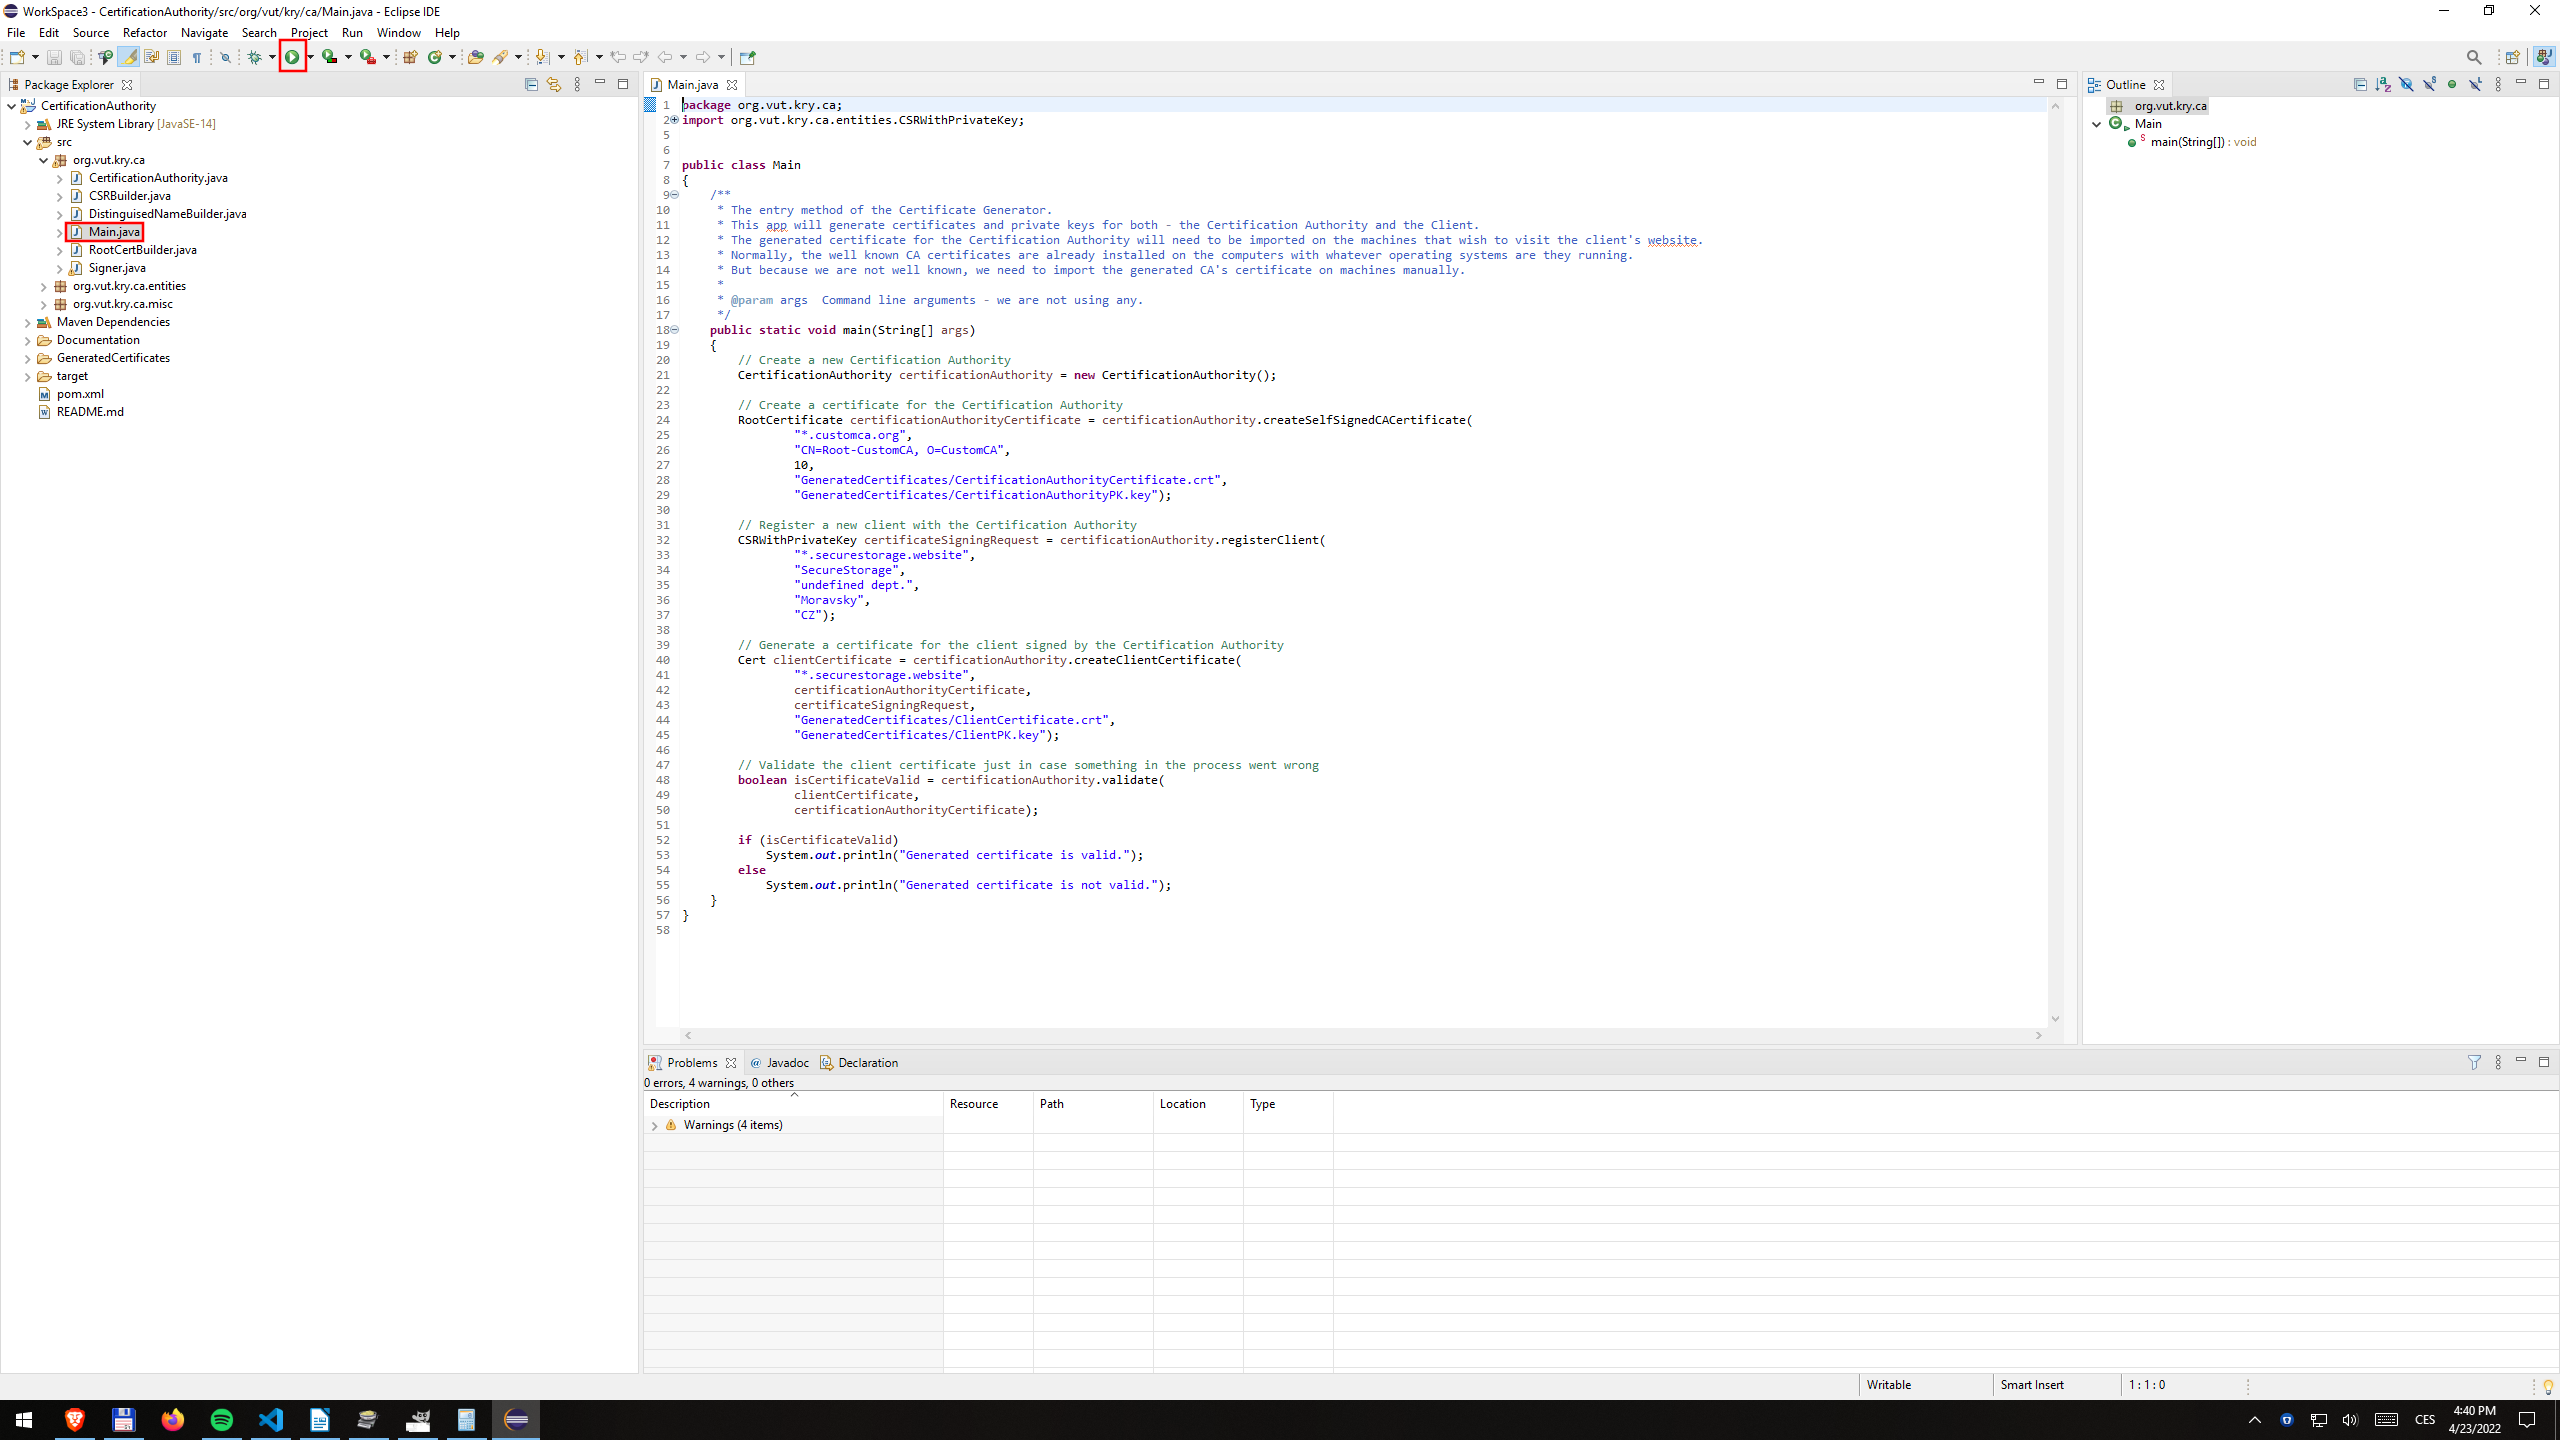 WorkSpace3 - CertificationAuthority/src/org/vut/kry/ca/Main.java - Eclipse IDE
File Edit Source Refactor Navigate Search Project Run Window Help
Package Explorer
CertificationAuthority
JRE System Library [JavaSE-14]
src
org.vut.kry.ca
CertificationAuthority.java
CSRBuilder.java
DistinguisedNameBuilder.java
Main.java
RootCertBuilder.java
Signer.java
org.vut.kry.ca.entities
org.vut.kry.ca.misc
Maven Dependencies
Documentation
GeneratedCertificates
target
pom.xml
README.md
Main.java
1 package org.vut.kry.ca;
2 import org.vut.kry.ca.entities.CSRWithPrivateKey;
5
6
7 public class Main
8 {
9 /**
10 * The entry method of the Certificate Generator.
11 * This app will generate certificates and private keys for both - the Certification Authority and the Client.
12 * The generated certificate for the Certification Authority will need to be imported on the machines that wish to visit the client's website.
13 * Normally, the well known CA certificates are already installed on the computers with whatever operating systems are they running.
14 * But because we are not well known, we need to import the generated CA's certificate on machines manually.
15 *
16 * @param args  Command line arguments - we are not using any.
17 */
18 public static void main(String[] args)
19 {
20 // Create a new Certification Authority
21 CertificationAuthority certificationAuthority = new CertificationAuthority();
22
23 // Create a certificate for the Certification Authority
24 RootCertificate certificationAuthorityCertificate = certificationAuthority.createSelfSignedCACertificate(
25 "*.customca.org",
26 "CN=Root-CustomCA, O=CustomCA",
27 10,
28 "GeneratedCertificates/CertificationAuthorityCertificate.crt",
29 "GeneratedCertificates/CertificationAuthorityPK.key");
30
31 // Register a new client with the Certification Authority
32 CSRWithPrivateKey certificateSigningRequest = certificationAuthority.registerClient(
33 "*.securestorage.website",
34 "SecureStorage",
35 "undefined dept.",
36 "Moravsky",
37 "CZ");
38
39 // Generate a certificate for the client signed by the Certification Authority
40 Cert clientCertificate = certificationAuthority.createClientCertificate(
41 "*.securestorage.website",
42 certificationAuthorityCertificate,
43 certificateSigningRequest,
44 "GeneratedCertificates/ClientCertificate.crt",
45 "GeneratedCertificates/ClientPK.key");
46
47 // Validate the client certificate just in case something in the process went wrong
48 boolean isCertificateValid = certificationAuthority.validate(
49 clientCertificate,
50 certificationAuthorityCertificate);
51
52 if (isCertificateValid)
53 System.out.println("Generated certificate is valid.");
54 else
55 System.out.println("Generated certificate is not valid.");
56 }
57 }
58
Outline
org.vut.kry.ca
Main
main(String[]) : void
Problems @ Javadoc Declaration
0 errors, 4 warnings, 0 others
Description Resource Path Location Type
Warnings (4 items)
Writable Smart Insert 1 : 1 : 0
CES 4:40 PM
4/23/2022